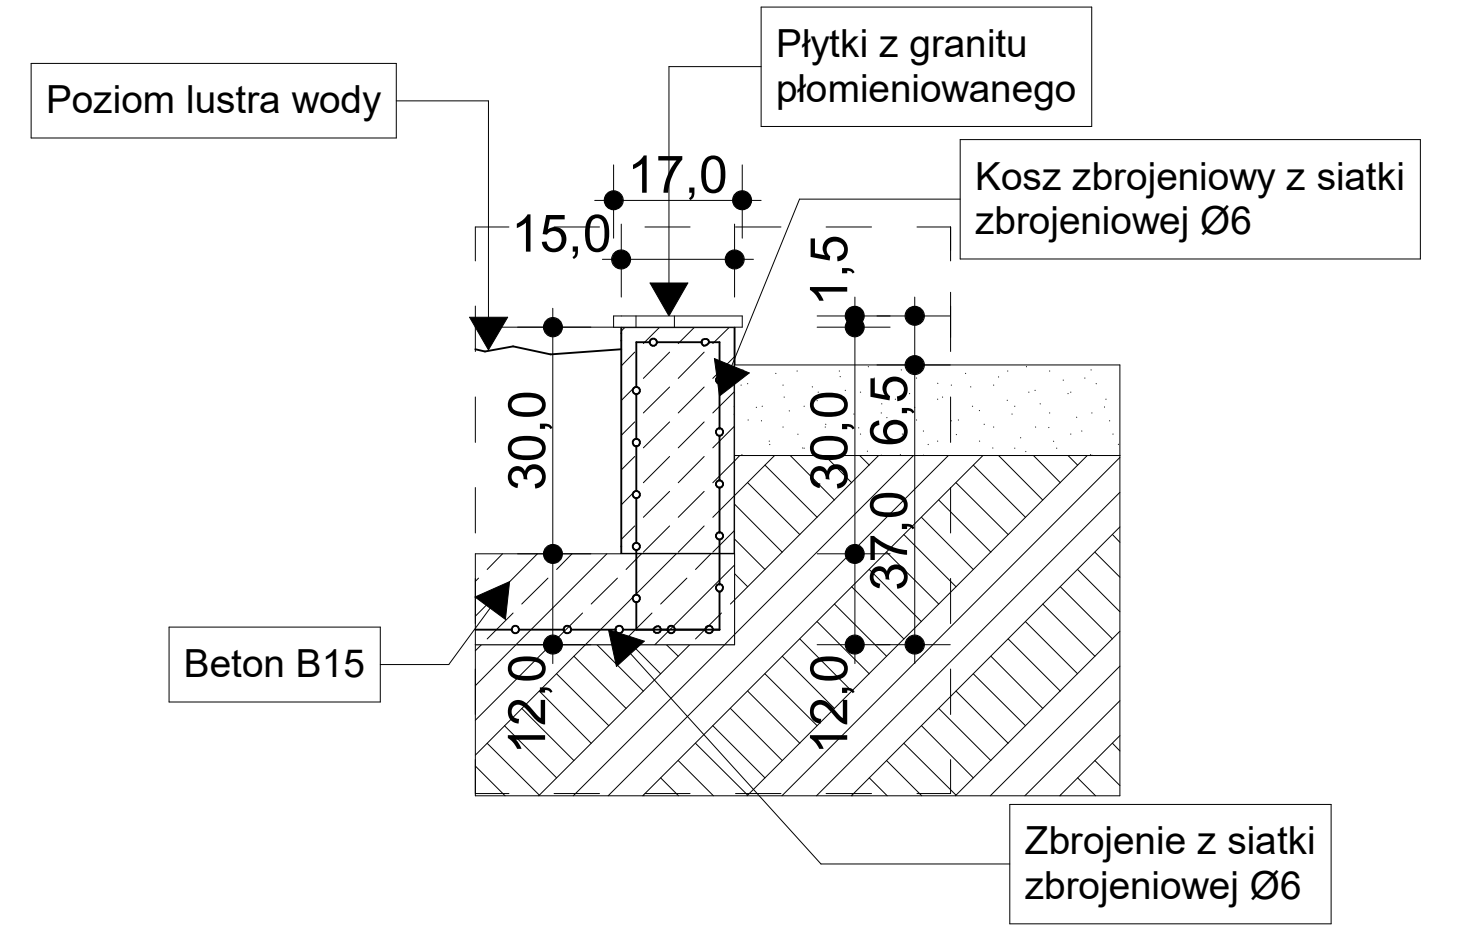 Płytki z granitu
płomieniowanego
Poziom lustra wody
Kosz zbrojeniowy z siatki
zbrojeniowej Ø6
17,0
15,0
1,5
30,0
30,0
6,5
37,0
12,0
12,0
Beton B15
Zbrojenie z siatki
zbrojeniowej Ø6